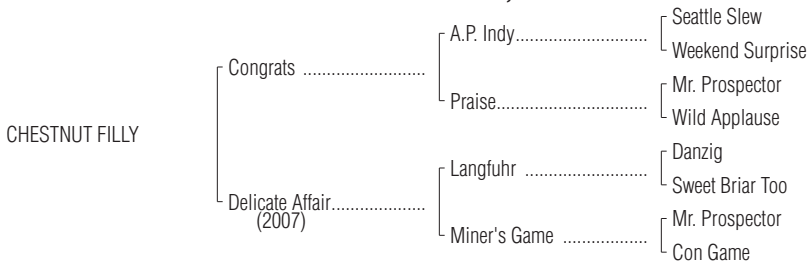 Seattle Slew
A.P. Indy..............................
Weekend Surprise
Congrats ............................
Mr. Prospector
Praise...................................
Wild Applause
CHESTNUT FILLY
Danzig
Langfuhr ............................
Sweet Briar Too
Delicate Affair......................
(2007)
Mr. Prospector
Miner's Game ....................
Con Game